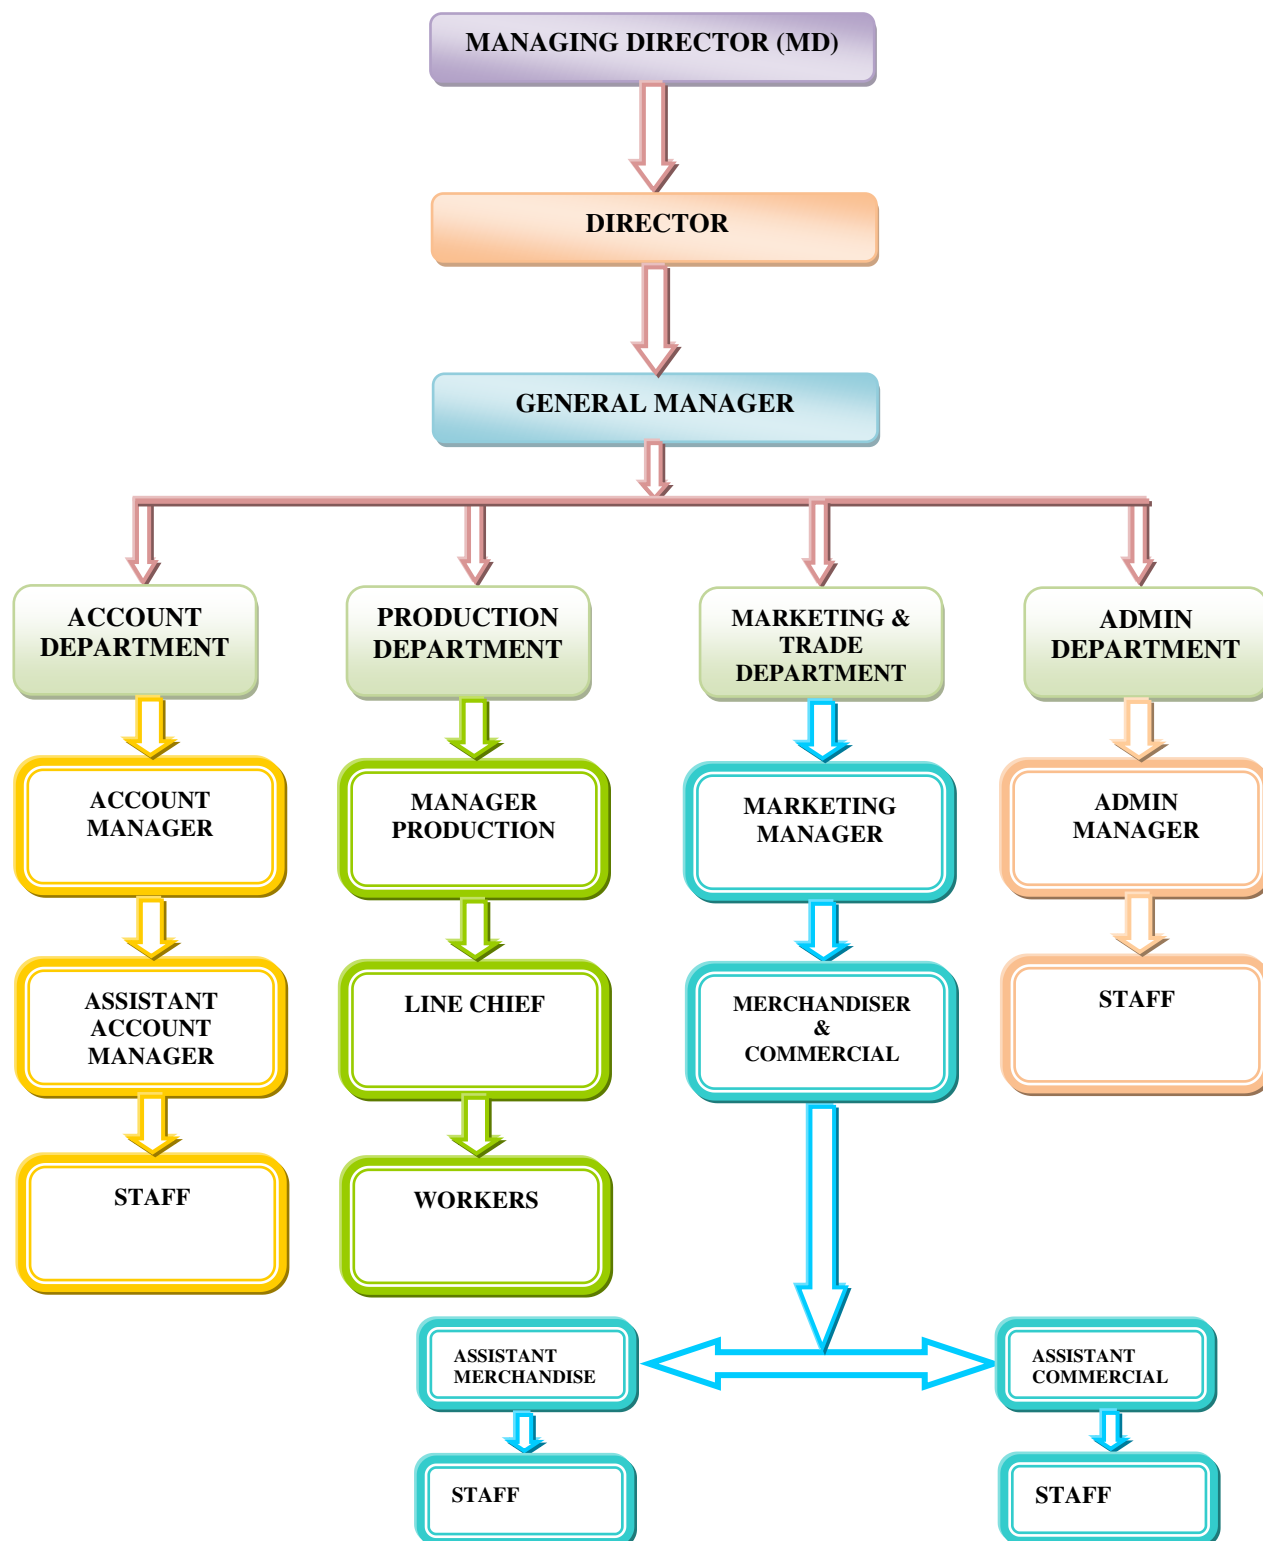 MANAGING DIRECTOR (MD)
DIRECTOR
GENERAL MANAGER
ACCOUNT
DEPARTMENT
PRODUCTION
DEPARTMENT
MARKETING &
TRADE
DEPARTMENT
ADMIN
DEPARTMENT
ACCOUNT
MANAGER
MANAGER
PRODUCTION
MARKETING
MANAGER
ADMIN
MANAGER
ASSISTANT
ACCOUNT
MANAGER
LINE CHIEF
MERCHANDISER
&
COMMERCIAL
STAFF
STAFF
WORKERS
ASSISTANT
MERCHANDISE
ASSISTANT
COMMERCIAL
STAFF
STAFF